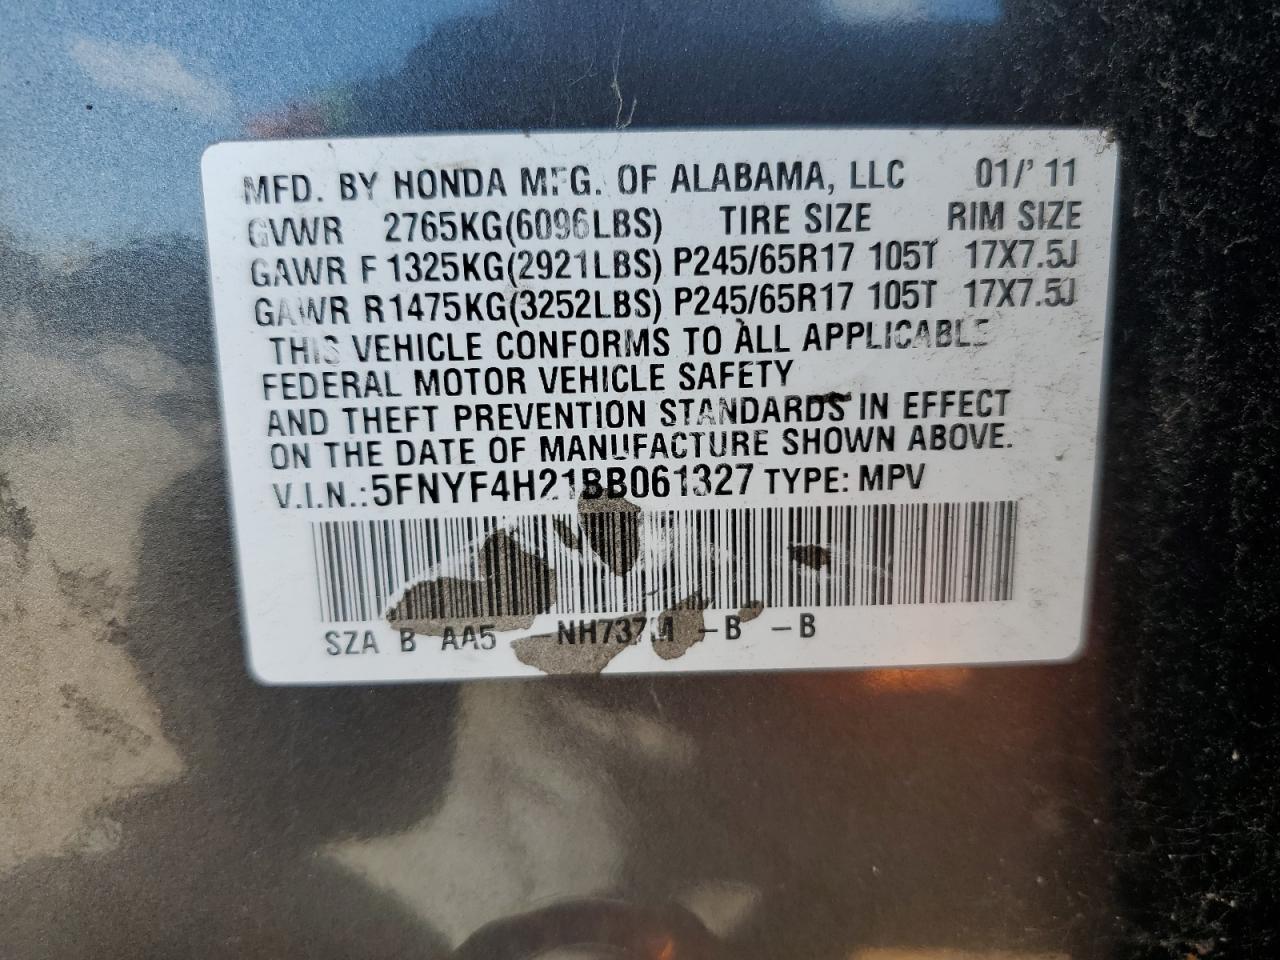 MFD. BY HONDA MFG. OF ALABAMA, LLC 01/'11
GVWR 2765KG(6096LBS) TIRE SIZE RIM SIZE
GAWR F 1325KG(2921LBS) P245/65R17 105T 17X7.5J
GAWR R1475KG(3252LBS) P245/65R17 105T 17X7.5J
THIS VEHICLE CONFORMS TO ALL APPLICABLE
FEDERAL MOTOR VEHICLE SAFETY
AND THEFT PREVENTION STANDARDS IN EFFECT
ON THE DATE OF MANUFACTURE SHOWN ABOVE.
V.I.N.:5FNYF4H21BB061327 TYPE: MPV
SZA B AA5 -NH737M -B -B